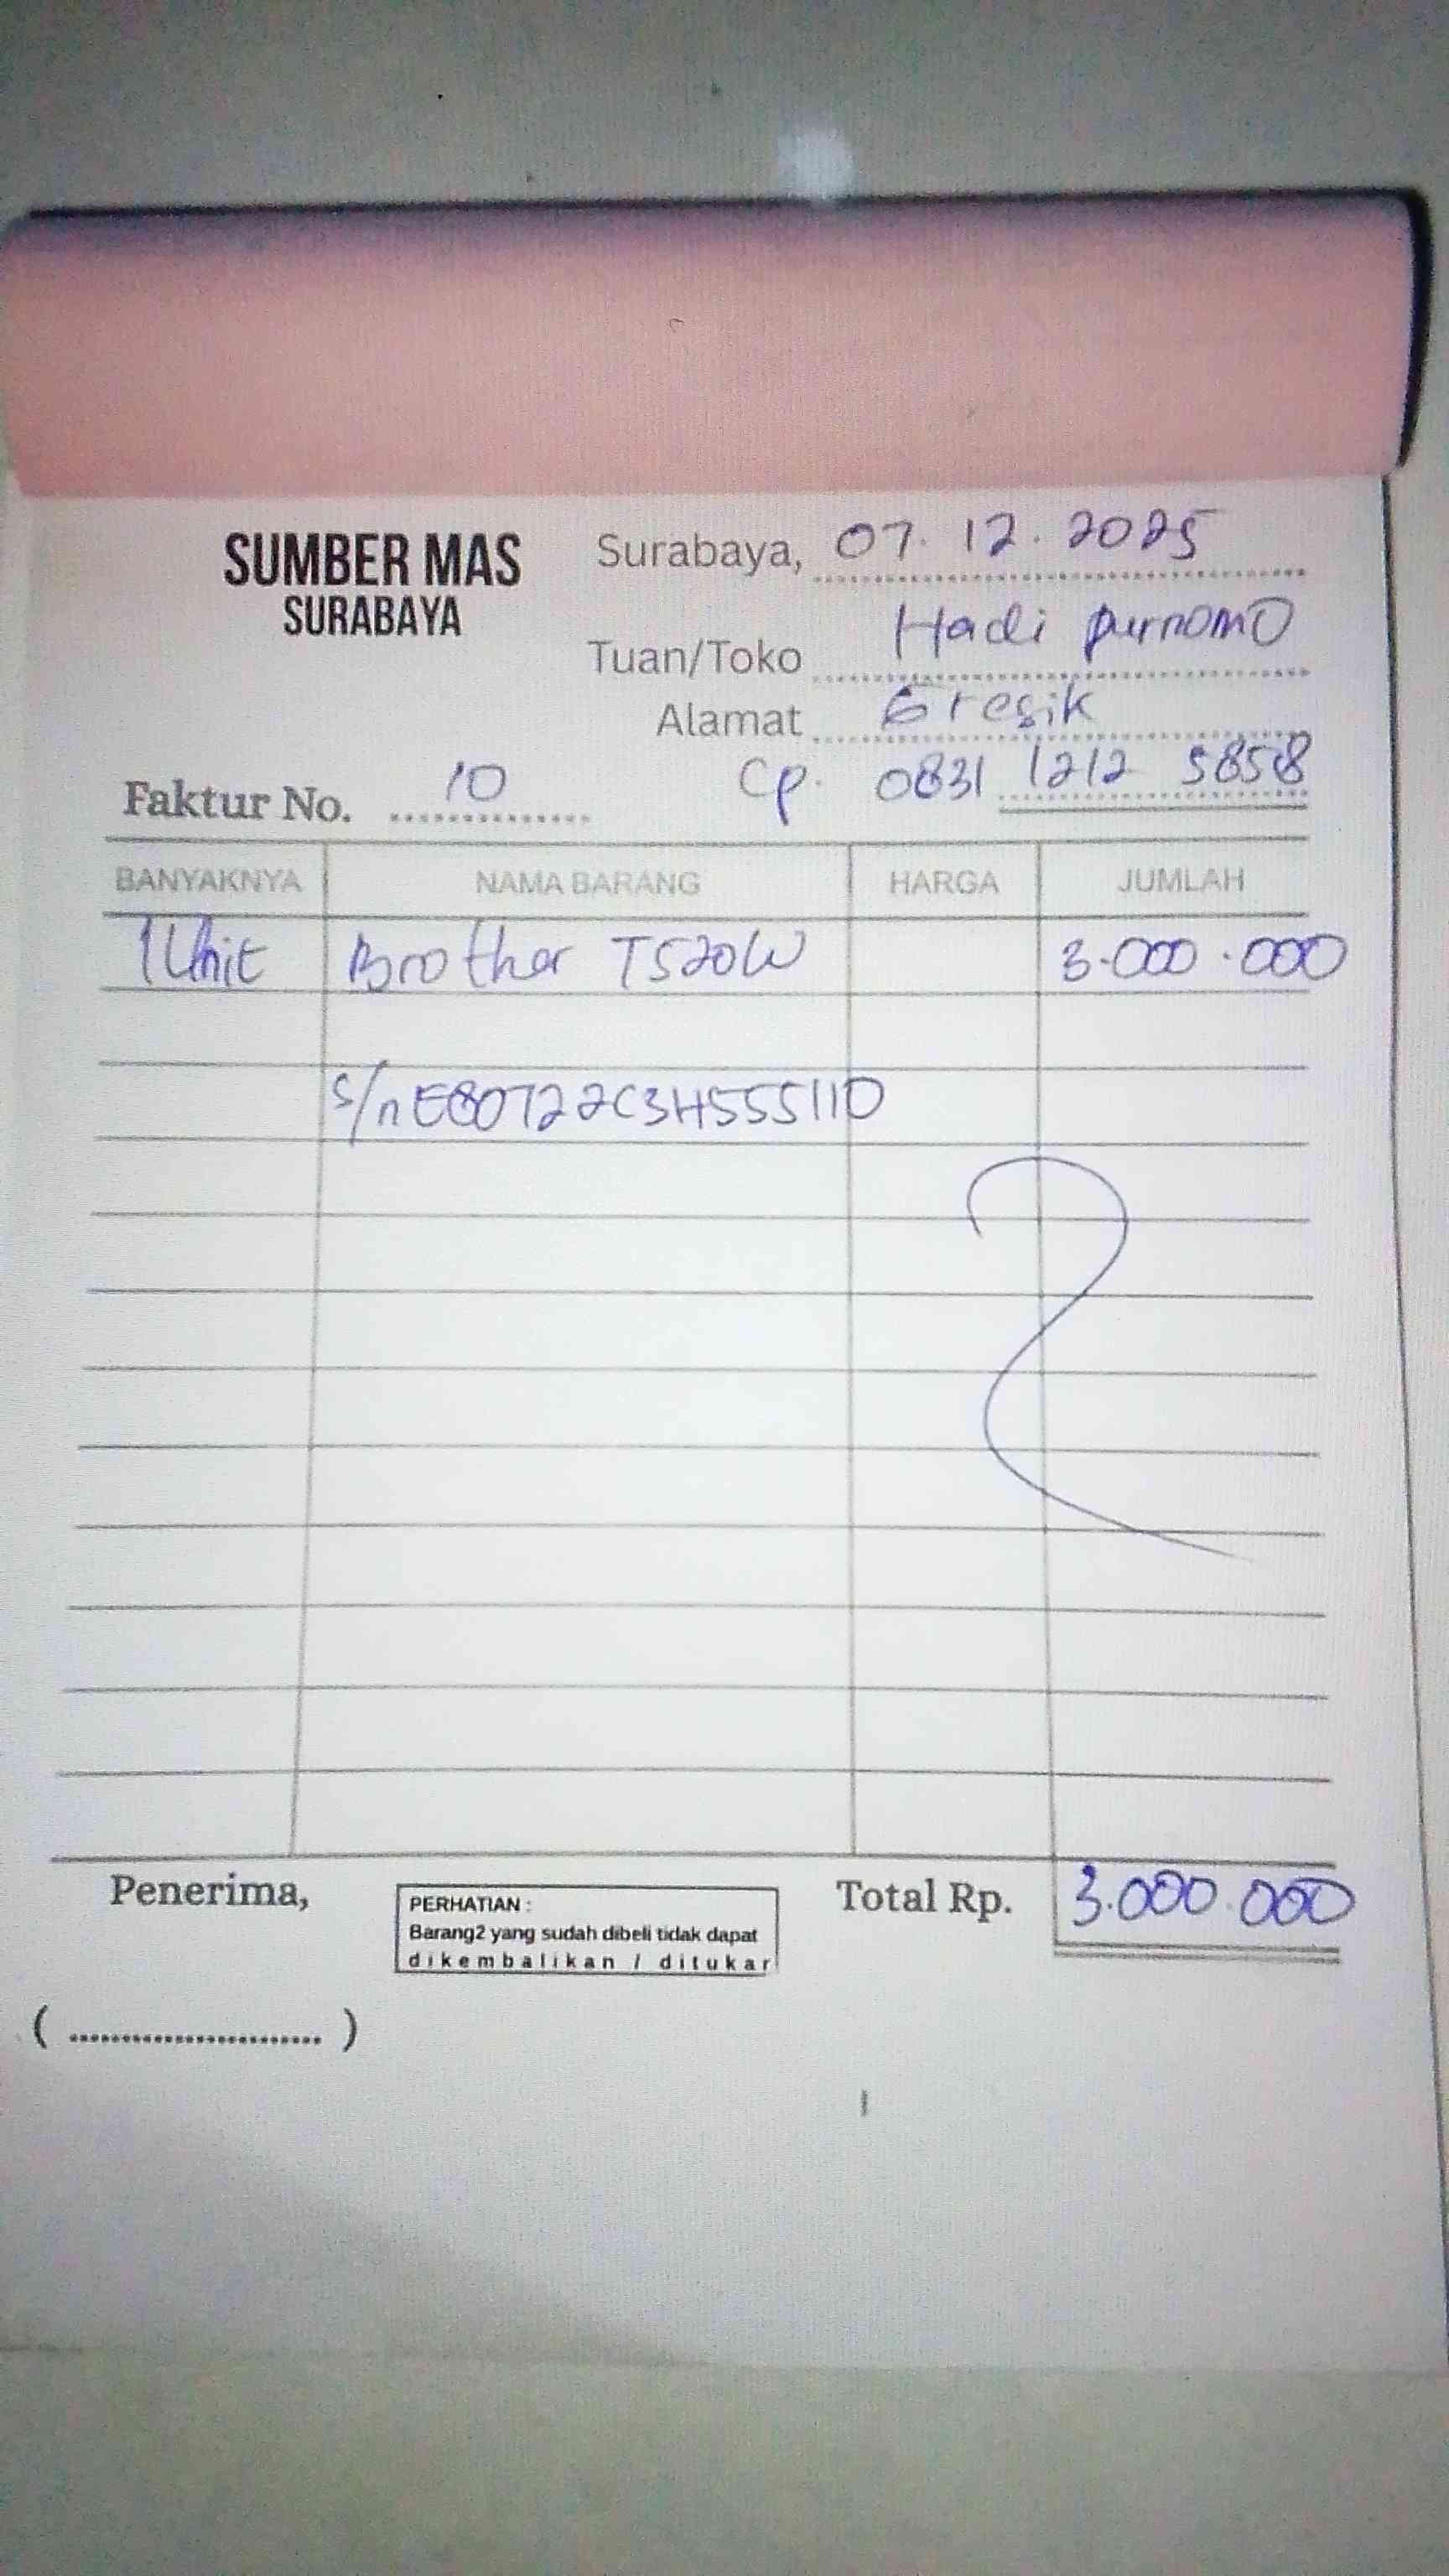 SUMBER MAS
SURABAYA
Surabaya, 07.12.2025
Tuan/Toko Hadi purnomo
Alamat Gresik
Faktur No. 10
Cp. 0831 1212 5858
BANYAKNYA NAMA BARANG HARGA JUMLAH
1 Unit Brother T520W 3.000.000
S/n E80722C3H555110
Penerima,
PERHATIAN :
Barang2 yang sudah dibeli tidak dapat
dikembalikan / ditukar
Total Rp. 3.000.000
( ........................ )